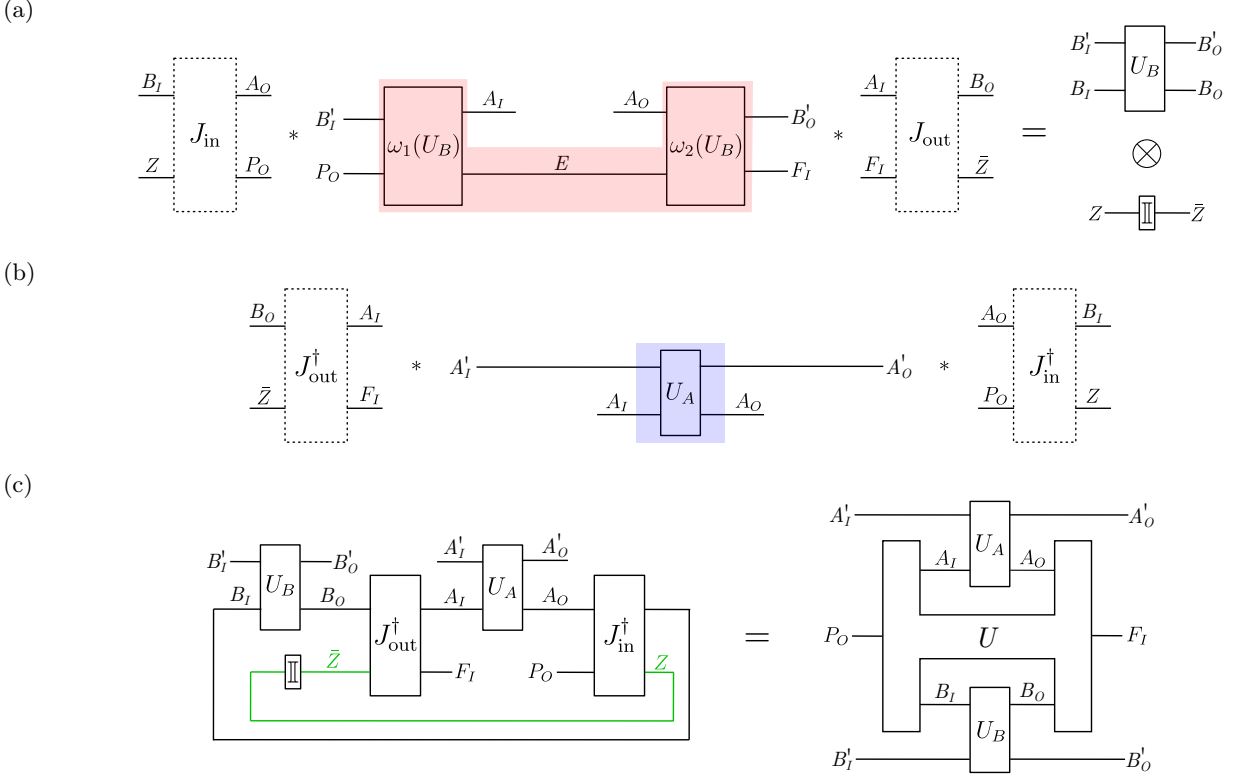 (a)
B_I A_O J_in Z P_O * B'_I P_O ω₁(U_B) A_I E A_O ω₂(U_B) B'_O F_I * A_I B_O J_out F_I Z̄ = B'_I B'_O U_B B_I B_O
⊗
Z 𝕀 Z̄
(b)
B_O A_I J†_out Z̄ F_I * A'_I U_A A_I A_O A'_O * A_O B_I J†_in P_O Z
(c)
B'_I B'_O U_B B_I B_O 𝕀 Z̄ J†_out A_I F_I A'_I A'_O U_A A_O P_O J†_in Z = A'_I A'_O U_A A_I A_O
P_O U F_I
B_I B_O U_B B'_I B'_O